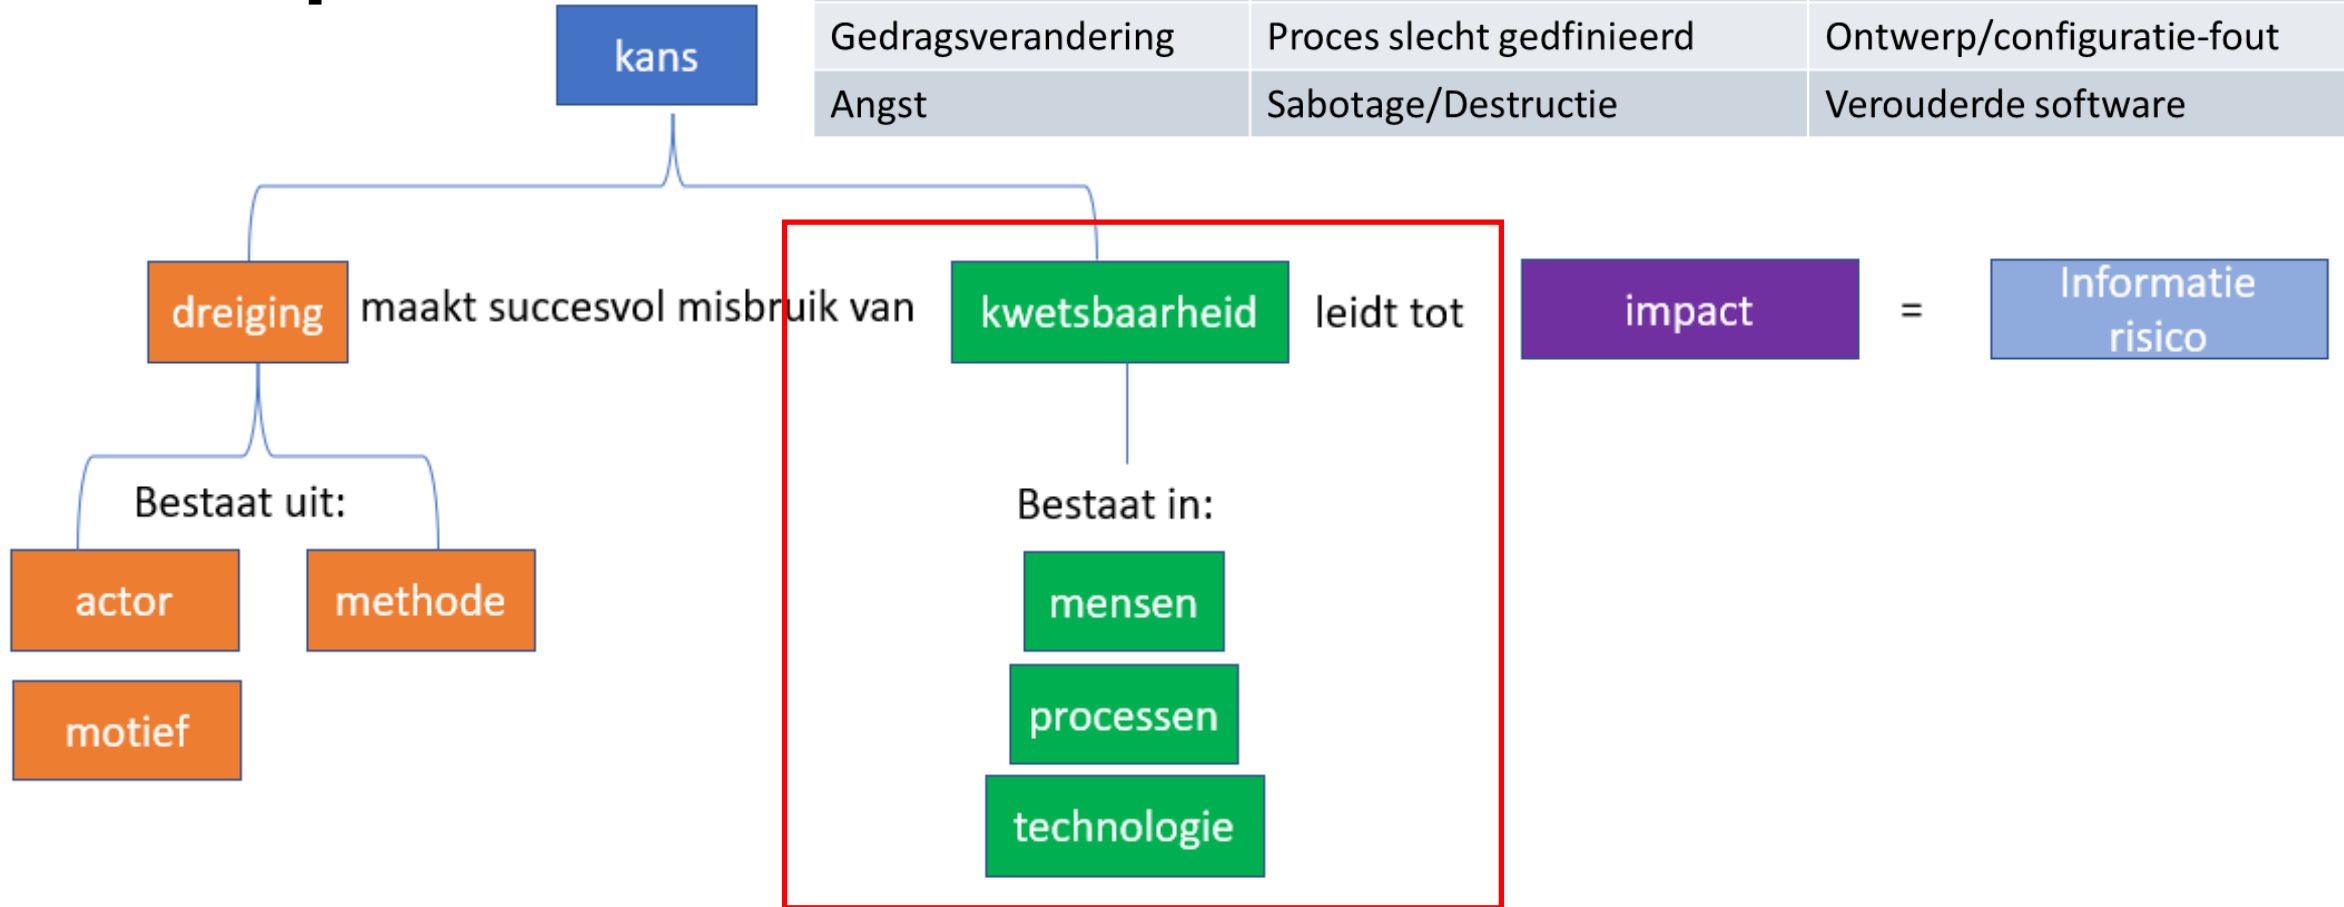 kans
Gedragsverandering Proces slecht gedfinieerd Ontwerp/configuratie-fout
Angst Sabotage/Destructie Verouderde software
dreiging maakt succesvol misbruik van kwetsbaarheid leidt tot impact = Informatie
risico
Bestaat uit:
Bestaat in:
actor methode
mensen
motief
processen
technologie